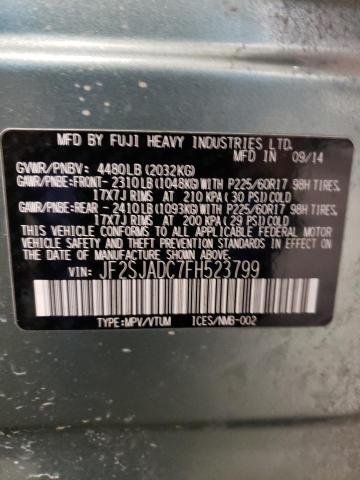 MFD BY FUJI HEAVY INDUSTRIES LTD.
MFD. IN 09/14
GVWR/PNBV: 4480LB(2032KG)
GAWR/PNBE:FRONT- 2310LB(1048KG)WITH P225/60R17 98H TIRES.
17X7J RIMS AT 210 KPA (30 PSI) COLD
GAWR/PNBE:REAR - 2410LB(1093KG)WITH P225/60R17 98H TIRES.
17X7J RIMS AT 200 KPA (29 PSI) COLD
THIS VEHICLE CONFORMS TO ALL APPLICABLE FEDERAL MOTOR
VEHICLE SAFETY STANDARDS IN EFFECT ON THE
DATE OF MANUFACTURE SHOWN ABOVE.
VIN: JF2SJADC7FH523799
TYPE:MPV/VTUM ICES/NMB-002